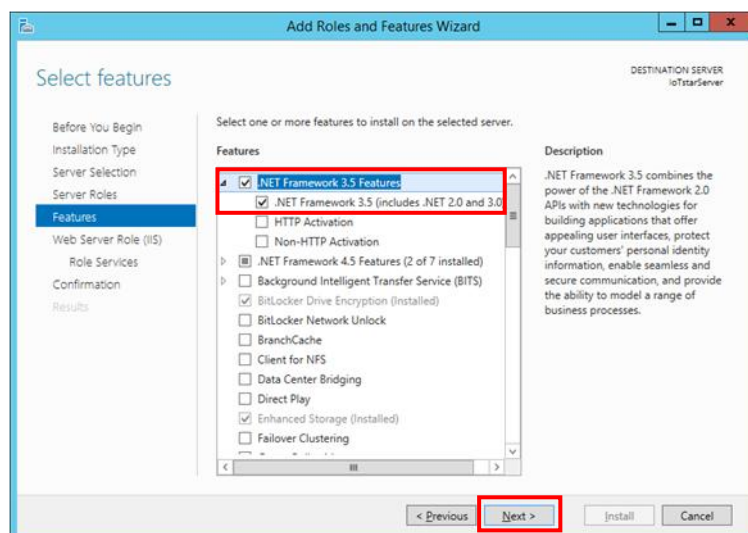 Add Roles and Features Wizard
Select features
DESTINATION SERVER
IoTstarServer
Before You Begin
Installation Type
Server Selection
Server Roles
Features
Web Server Role (IIS)
Role Services
Confirmation
Results
Select one or more features to install on the selected server.
Features
.NET Framework 3.5 Features
.NET Framework 3.5 (includes .NET 2.0 and 3.0)
HTTP Activation
Non-HTTP Activation
.NET Framework 4.5 Features (2 of 7 installed)
Background Intelligent Transfer Service (BITS)
BitLocker Drive Encryption (Installed)
BitLocker Network Unlock
BranchCache
Client for NFS
Data Center Bridging
Direct Play
Enhanced Storage (Installed)
Failover Clustering
Description
.NET Framework 3.5 combines the
power of the .NET Framework 2.0
APIs with new technologies for
building applications that offer
appealing user interfaces, protect
your customers' personal identity
information, enable seamless and
secure communication, and provide
the ability to model a range of
business processes.
< Previous
Next >
Install
Cancel